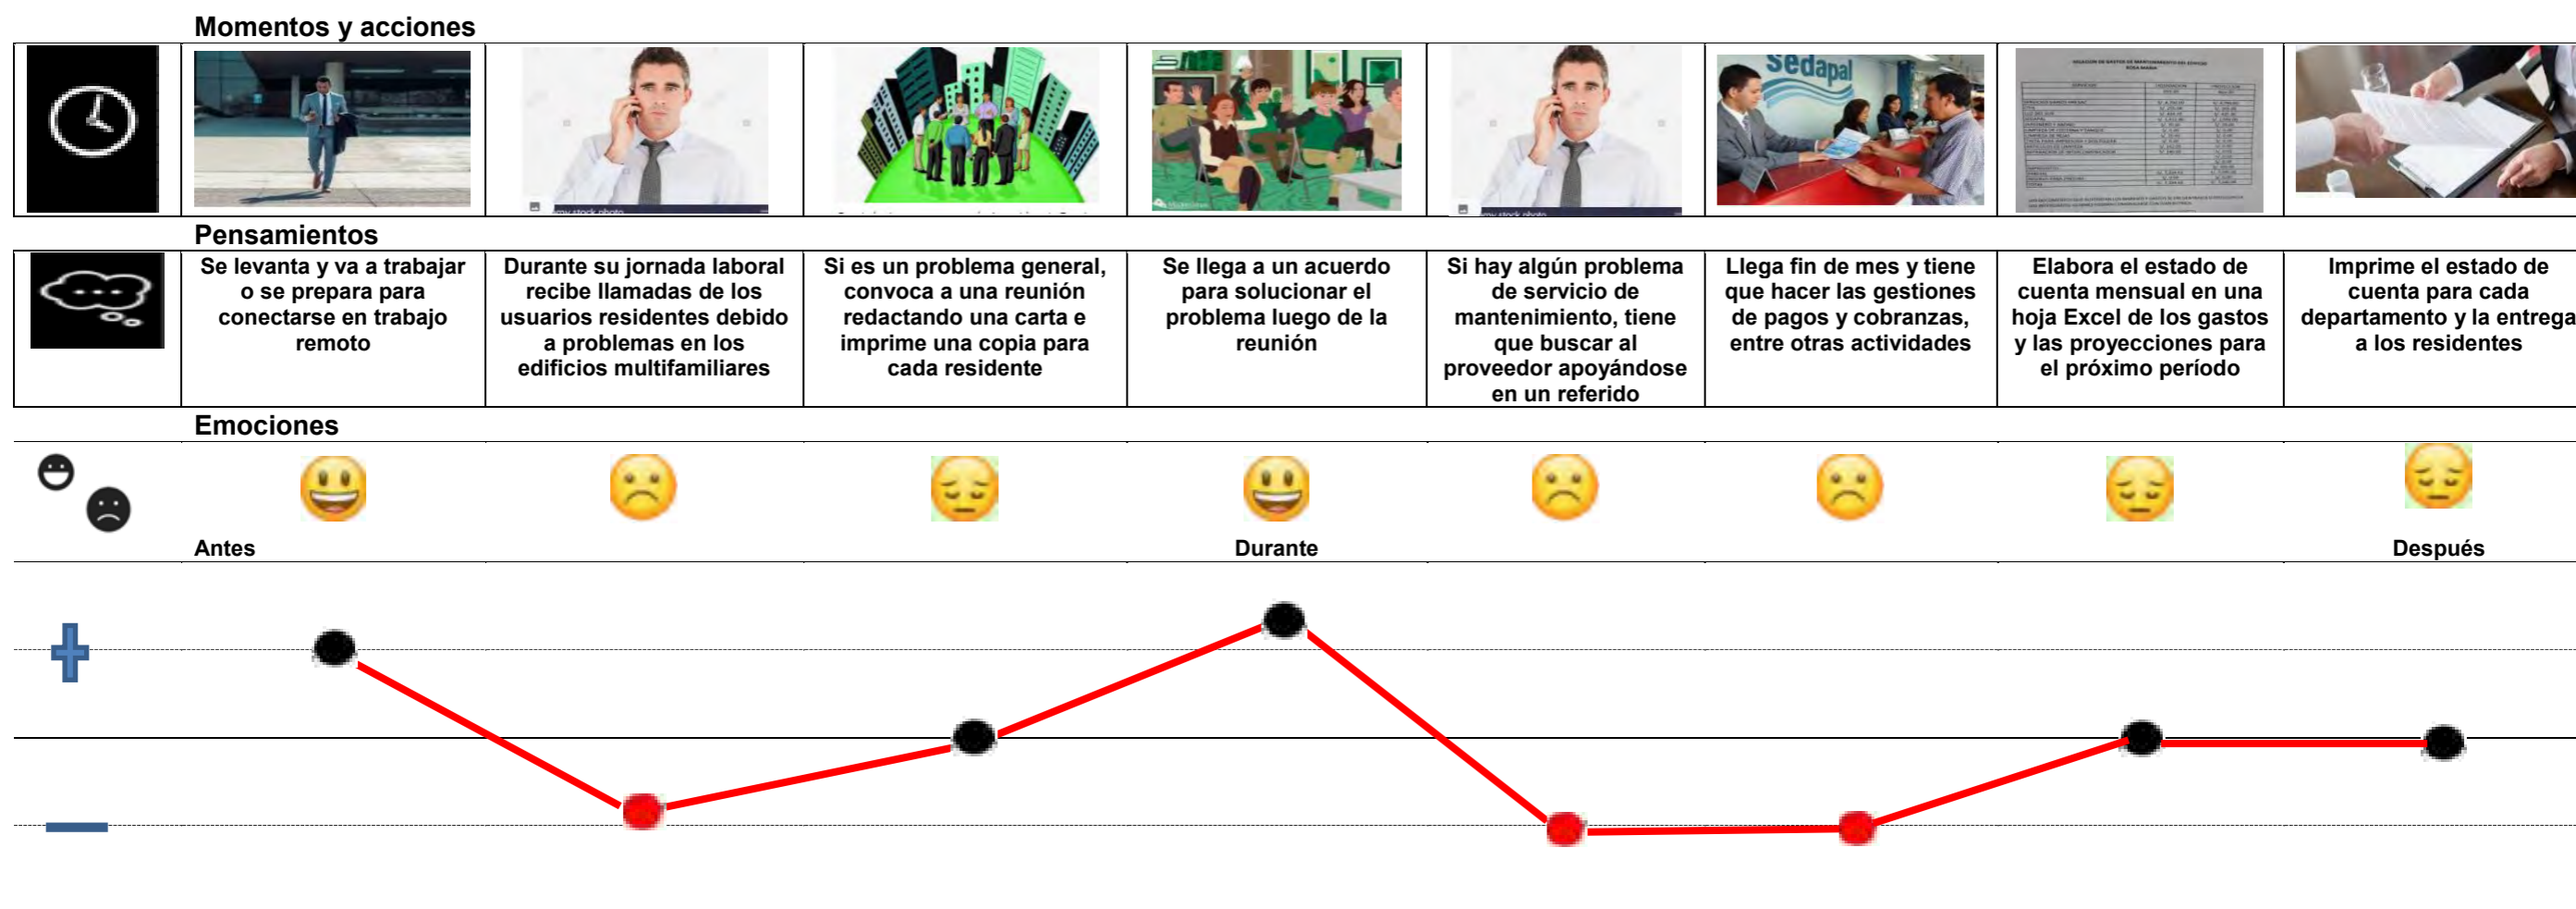 Momentos y acciones
sedapal
Pensamientos
Se levanta y va a trabajar
o se prepara para
conectarse en trabajo
remoto
Durante su jornada laboral
recibe llamadas de los
usuarios residentes debido
a problemas en los
edificios multifamiliares
Si es un problema general,
convoca a una reunión
redactando una carta e
imprime una copia para
cada residente
Se llega a un acuerdo
para solucionar el
problema luego de la
reunión
Si hay algún problema
de servicio de
mantenimiento, tiene
que buscar al
proveedor apoyándose
en un referido
Llega fin de mes y tiene
que hacer las gestiones
de pagos y cobranzas,
entre otras actividades
Elabora el estado de
cuenta mensual en una
hoja Excel de los gastos
y las proyecciones para
el próximo período
Imprime el estado de
cuenta para cada
departamento y la entrega
a los residentes
Emociones
Antes
Durante
Después